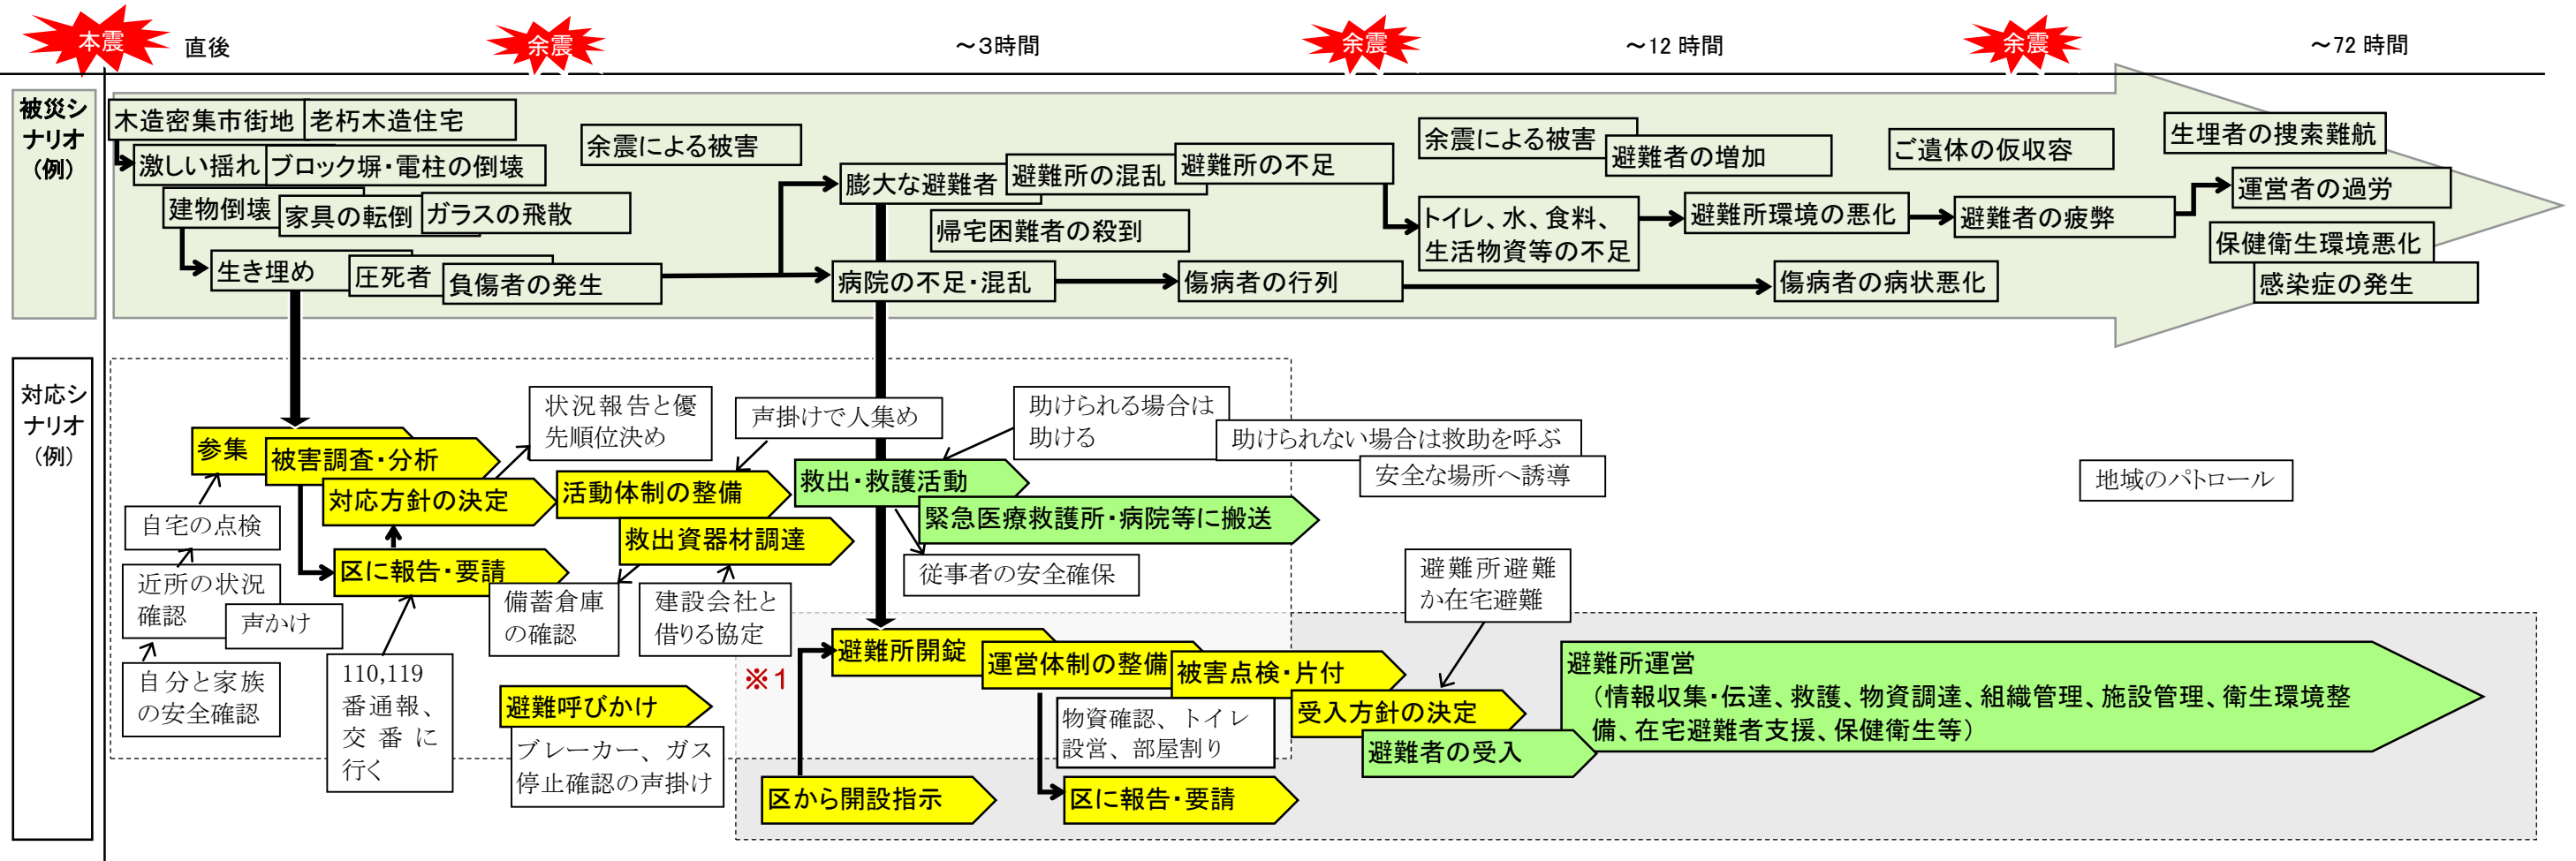 本震
直後
余震
～3時間
余震
～12 時間
余震
～72 時間
被災シ
ナリオ
(例)
木造密集市街地
老朽木造住宅
激しい揺れ
ブロック塀・電柱の倒壊
建物倒壊
家具の転倒
ガラスの飛散
生き埋め
圧死者
負傷者の発生
余震による被害
膨大な避難者
避難所の混乱
避難所の不足
帰宅困難者の殺到
病院の不足・混乱
傷病者の行列
余震による被害
避難者の増加
トイレ、水、食料、
生活物資等の不足
避難所環境の悪化
傷病者の病状悪化
ご遺体の仮収容
避難者の疲弊
生埋者の捜索難航
運営者の過労
保健衛生環境悪化
感染症の発生
対応シ
ナリオ
(例)
参集
被害調査・分析
対応方針の決定
区に報告・要請
自宅の点検
近所の状況
確認
声かけ
自分と家族
の安全確認
110,119
番通報、
交番に
行く
状況報告と優
先順位決め
活動体制の整備
声掛けで人集め
救出資器材調達
備蓄倉庫
の確認
建設会社と
借りる協定
避難呼びかけ
ブレーカー、ガス
停止確認の声掛け
救出・救護活動
緊急医療救護所・病院等に搬送
助けられる場合は
助ける
助けられない場合は救助を呼ぶ
安全な場所へ誘導
従事者の安全確保
地域のパトロール
※1
避難所開錠
運営体制の整備
被害点検・片付
物資確認、トイレ
設営、部屋割り
区から開設指示
区に報告・要請
避難所避難
か在宅避難
受入方針の決定
避難者の受入
避難所運営
(情報収集・伝達、救護、物資調達、組織管理、施設管理、衛生環境整
備、在宅避難者支援、保健衛生等)